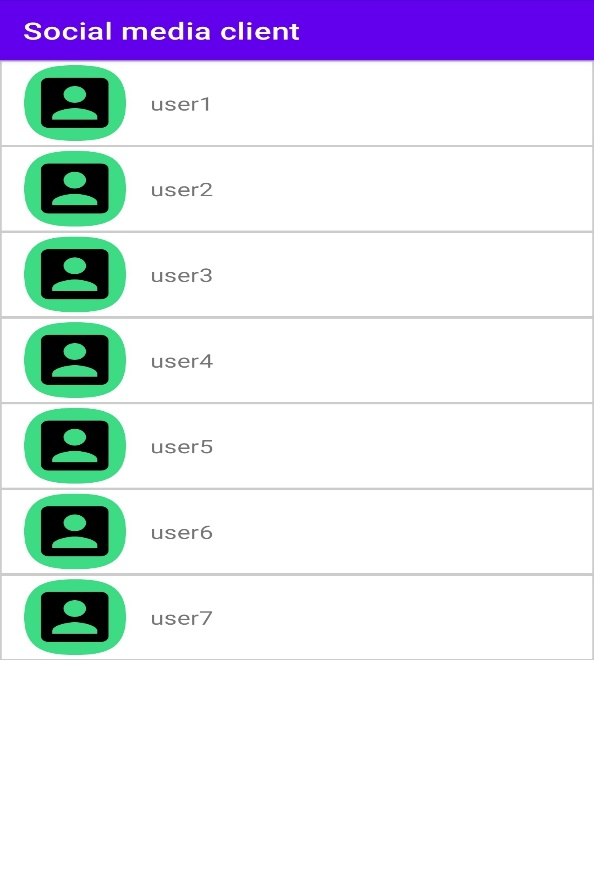 Social media client
user1
user2
user3
user4
user5
user6
user7